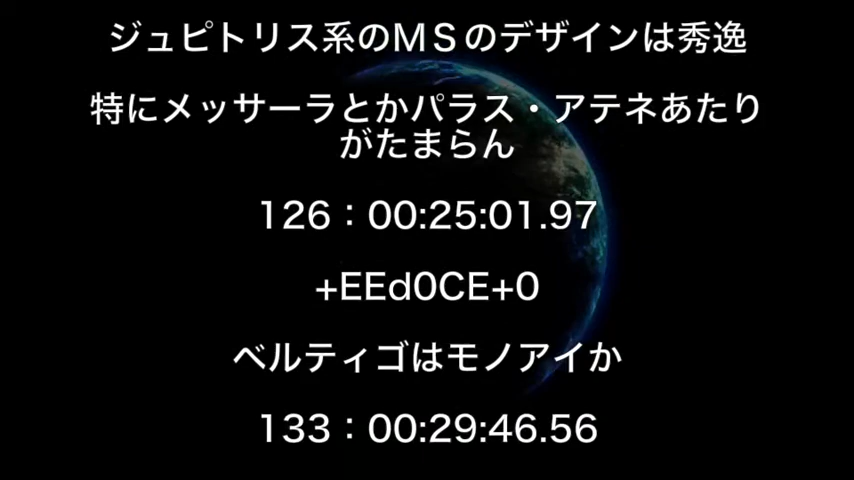 ジュピトリス系のＭＳのデザインは秀逸
特にメッサーラとかパラス・アテネあたり
がたまらん
126：00:25:01.97
+EEd0CE+0
ベルティゴはモノアイか
133：00:29:46.56